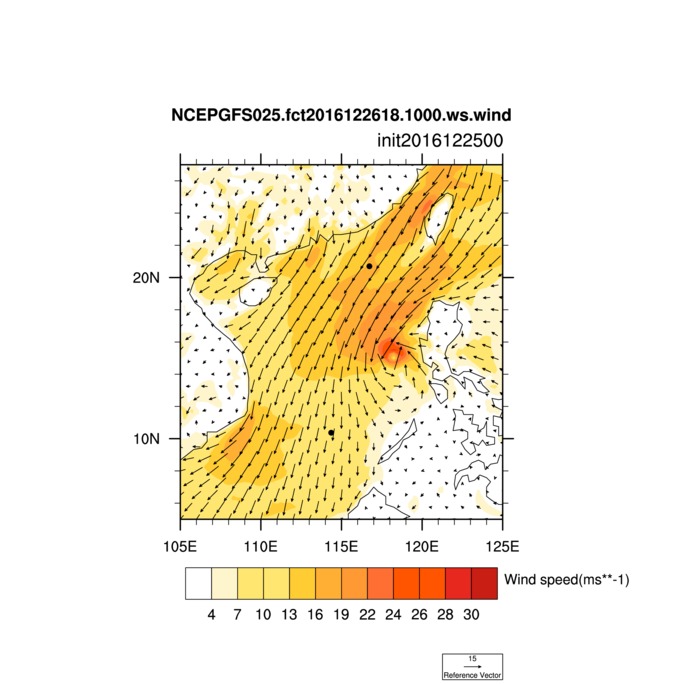 NCEPGFS025.fct2016122618.1000.ws.wind
init2016122500
20N
10N
105E 110E 115E 120E 125E
Wind speed(ms**-1)
4 7 10 13 16 19 22 24 26 28 30
15
Reference Vector